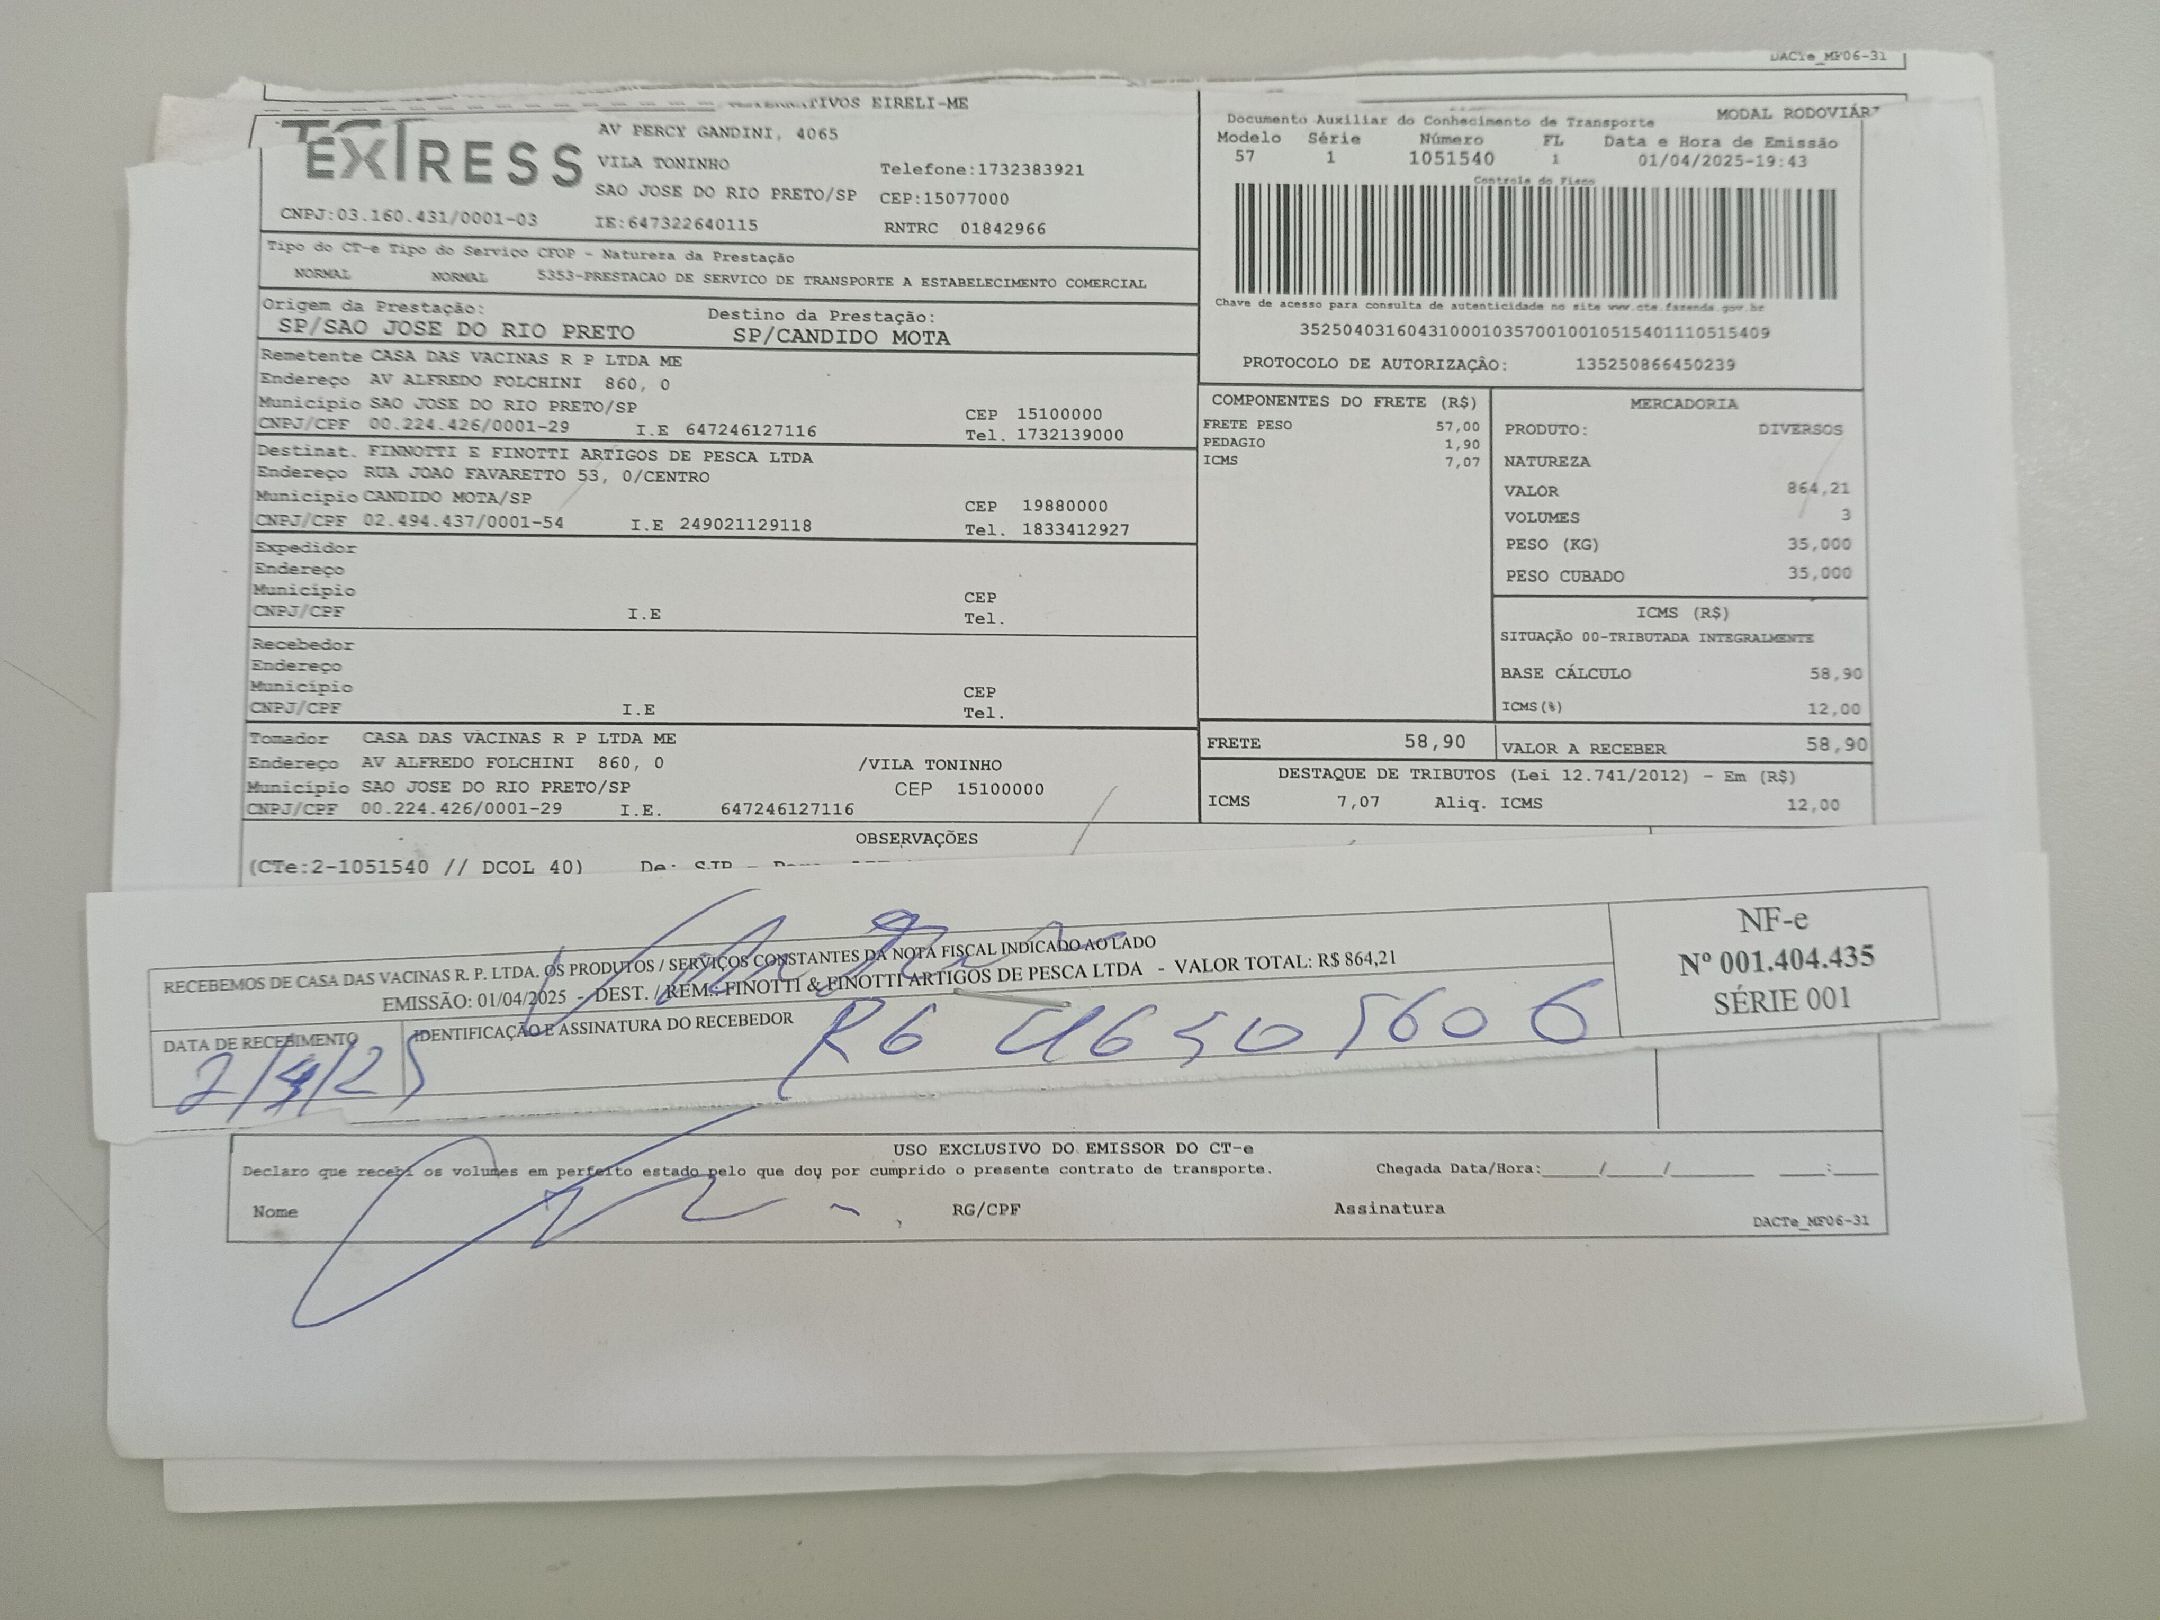 DACTe_MF06-31
TIVOS EIRELI-ME
TEX
EXPRESS
AV PERCY GANDINI, 4065
VILA TONINHO
Telefone:1732383921
SAO JOSE DO RIO PRETO/SP CEP:15077000
CNPJ:03.160.431/0001-03 IE:647322640115 RNTRC 01842966
Tipo do CT-e Tipo do Serviço CFOP - Natureza da Prestação
NORMAL NORMAL 5353-PRESTACAO DE SERVICO DE TRANSPORTE A ESTABELECIMENTO COMERCIAL
Origem da Prestação: Destino da Prestação:
SP/SAO JOSE DO RIO PRETO SP/CANDIDO MOTA
Remetente CASA DAS VACINAS R P LTDA ME
Endereço AV ALFREDO FOLCHINI 860, 0
Município SAO JOSE DO RIO PRETO/SP CEP 15100000
CNPJ/CPF 00.224.426/0001-29 I.E 647246127116 Tel. 1732139000
Destinat. FINNOTTI E FINOTTI ARTIGOS DE PESCA LTDA
Endereço RUA JOAO FAVARETTO 53, 0/CENTRO
Município CANDIDO MOTA/SP CEP 19880000
CNPJ/CPF 02.494.437/0001-54 I.E 249021129118 Tel. 1833412927
Expedidor
Endereço
Município CEP
CNPJ/CPF I.E Tel.
Recebedor
Endereço
Município CEP
CNPJ/CPF I.E Tel.
Tomador CASA DAS VACINAS R P LTDA ME
Endereço AV ALFREDO FOLCHINI 860, 0 /VILA TONINHO
Município SAO JOSE DO RIO PRETO/SP CEP 15100000
CNPJ/CPF 00.224.426/0001-29 I.E. 647246127116
MODAL RODOVIÁR
Documento Auxiliar do Conhecimento de Transporte
Modelo Série Número FL Data e Hora de Emissão
57 1 1051540 1 01/04/2025-19:43
Controle do Fisco
Chave de acesso para consulta de autenticidade no site www.cte.fazenda.gov.br
35250403160431000103570010010515401110515409
PROTOCOLO DE AUTORIZAÇÃO: 135250866450239
COMPONENTES DO FRETE (R$)
FRETE PESO 57,00
PEDAGIO 1,90
ICMS 7,07
MERCADORIA
PRODUTO: DIVERSOS
NATUREZA
VALOR 864,21
VOLUMES 3
PESO (KG) 35,000
PESO CUBADO 35,000
ICMS (R$)
SITUAÇÃO 00-TRIBUTADA INTEGRALMENTE
BASE CÁLCULO 58,90
ICMS(%) 12,00
FRETE 58,90 VALOR A RECEBER 58,90
DESTAQUE DE TRIBUTOS (Lei 12.741/2012) - Em (R$)
ICMS 7,07 Aliq. ICMS 12,00
OBSERVAÇÕES
(CTe:2-1051540 // DCOL 40) De: SJP -
RECEBEMOS DE CASA DAS VACINAS R. P. LTDA. OS PRODUTOS / SERVIÇOS CONSTANTES DA NOTA FISCAL INDICADO AO LADO
EMISSÃO: 01/04/2025 - DEST. / REM.: FINOTTI & FINOTTI ARTIGOS DE PESCA LTDA - VALOR TOTAL: R$ 864,21
DATA DE RECEBIMENTO IDENTIFICAÇÃO E ASSINATURA DO RECEBEDOR
2/4/25 RG
NF-e
Nº 001.404.435
SÉRIE 001
USO EXCLUSIVO DO EMISSOR DO CT-e
Declaro que recebi os volumes em perfeito estado pelo que dou por cumprido o presente contrato de transporte. Chegada Data/Hora:_____/_____/________ ____:____
Nome RG/CPF Assinatura
DACTe_MF06-31